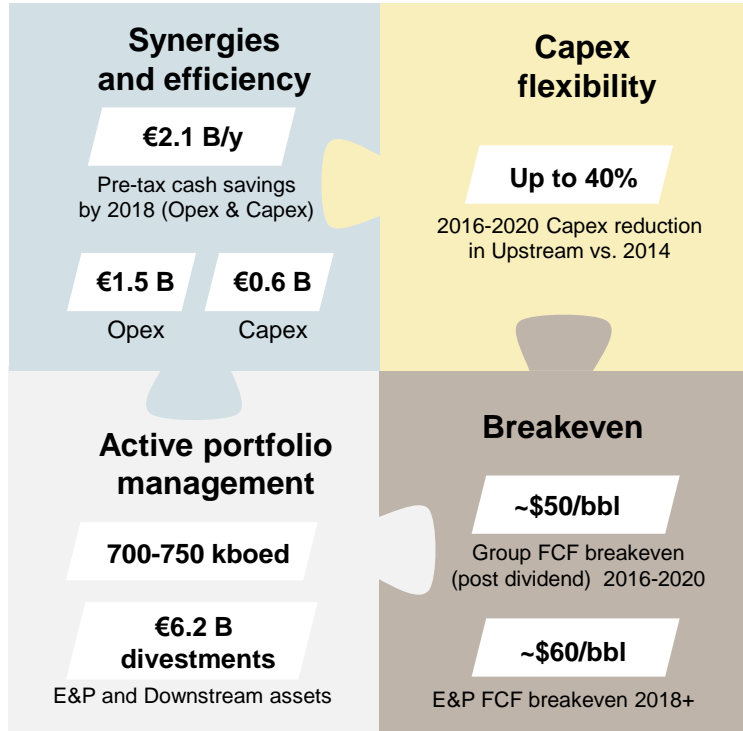 Synergies
and efficiency
€2.1 B/y
Pre-tax cash savings
by 2018 (Opex & Capex)
€1.5 B
€0.6 B
Opex
Capex
Capex
flexibility
Up to 40%
2016-2020 Capex reduction
in Upstream vs. 2014
Active portfolio
management
700-750 kboed
€6.2 B
divestments
E&P and Downstream assets
Breakeven
~$50/bbl
Group FCF breakeven
(post dividend) 2016-2020
~$60/bbl
E&P FCF breakeven 2018+